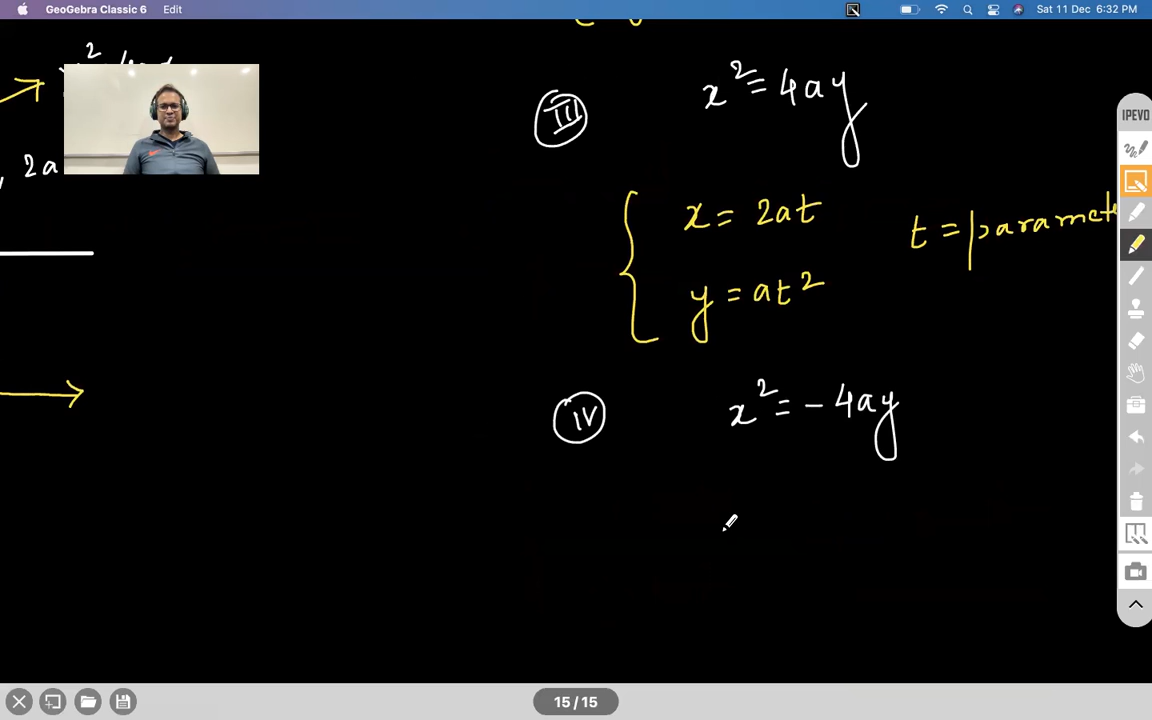 GeoGebra Classic 6 Edit Sat 11 Dec 6:32 PM
2a
III x² = 4ay
IPEVO
{ x = 2at
t =
y = at²
IV x² = - 4ay
15 / 15